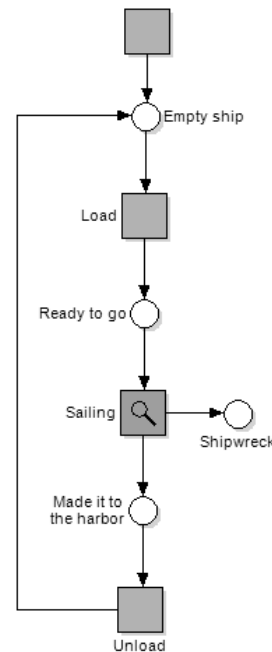 Empty ship
Load
Ready to go
Sailing
Shipwreck
Made it to
the harbor
Unload